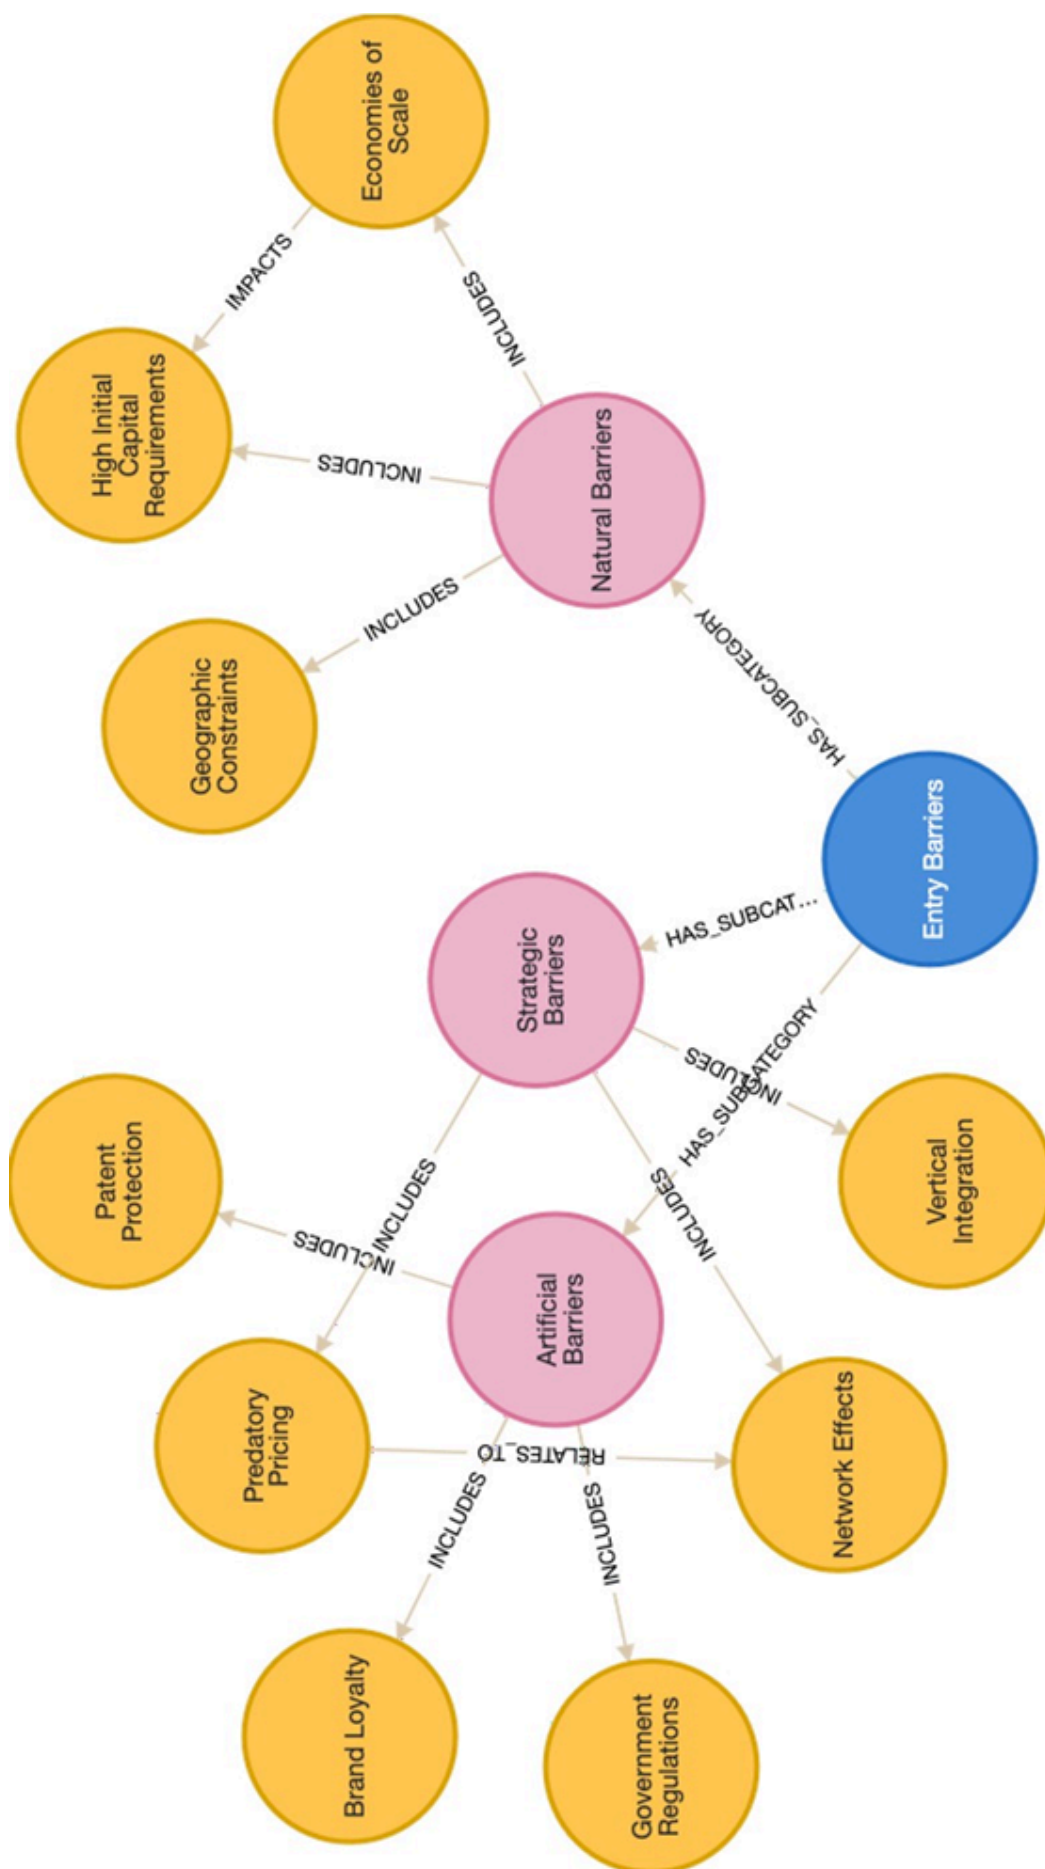 Economies of
Scale
IMPACTS
High Initial
Capital
Requirements
INCLUDES
INCLUDES
INCLUDES
Natural Barriers
Geographic
Constraints
HAS_SUBCATEGORY
Entry Barriers
HAS_SUBCAT...
Strategic
Barriers
HAS_SUBCATEGORY
INCLUDES
Vertical
Integration
INCLUDES
INCLUDES
Patent
Protection
INCLUDES
Artificial
Barriers
Predatory
Pricing
RELATES_TO
Network Effects
INCLUDES
INCLUDES
Brand Loyalty
Government
Regulations